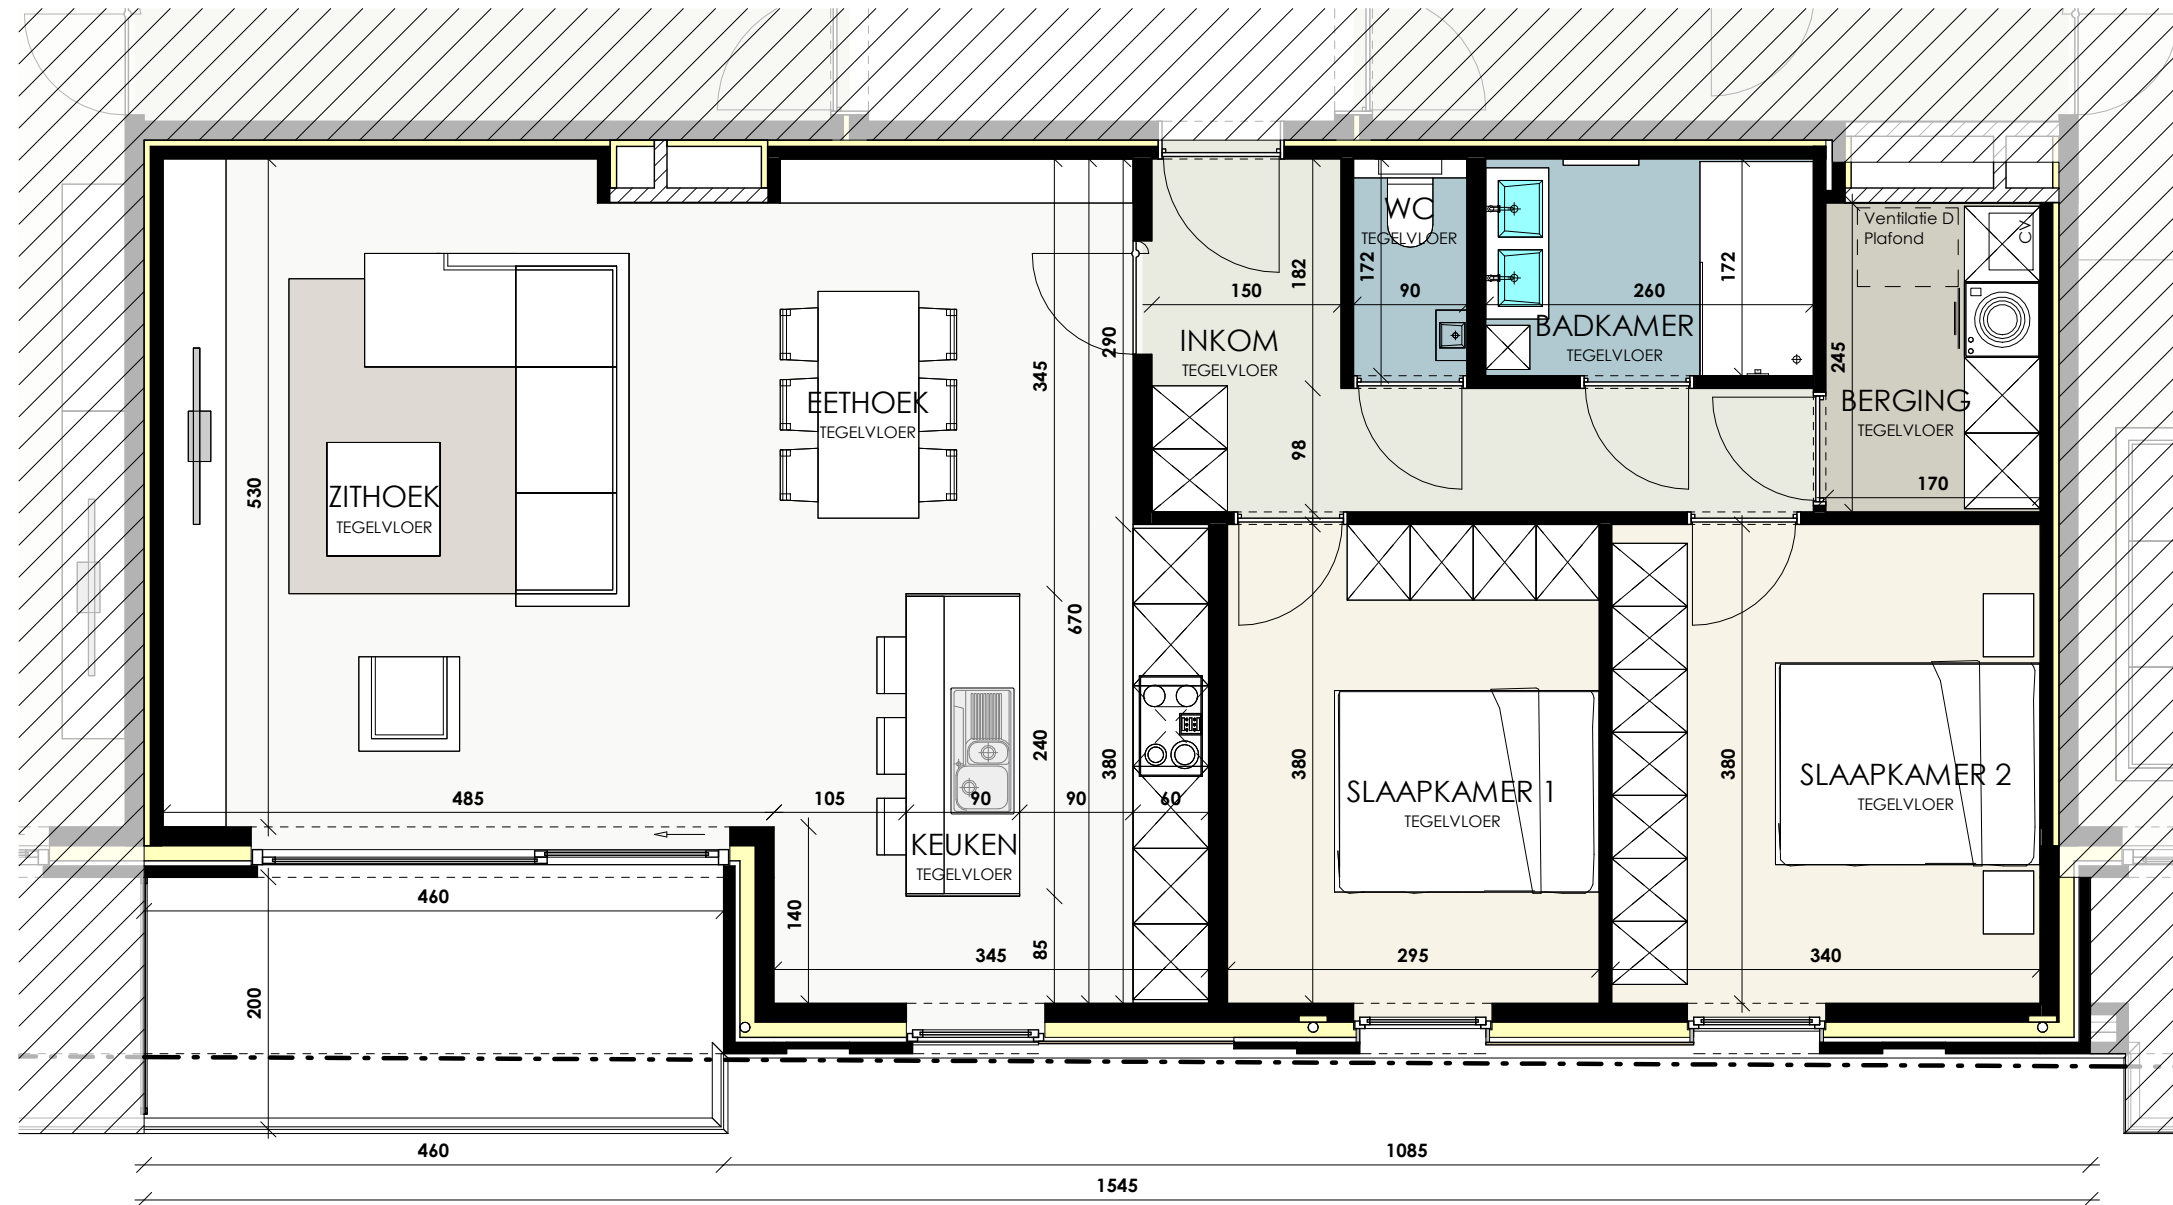 Ventilatie D
Plafond
CV
WC
TEGELVLOER
172
90
182
150
INKOM
TEGELVLOER
260
172
BADKAMER
TEGELVLOER
245
BERGING
TEGELVLOER
170
290
345
98
EETHOEK
TEGELVLOER
530
ZITHOEK
TEGELVLOER
670
240
380
380
380
485
105
90
90
60
KEUKEN
TEGELVLOER
SLAAPKAMER 1
TEGELVLOER
SLAAPKAMER 2
TEGELVLOER
460
140
345
85
295
340
200
460
1085
1545